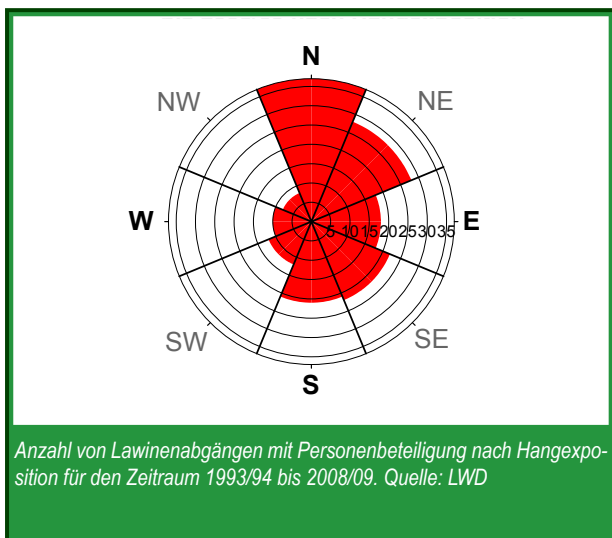 N
NW NE
W E
5 10 15 20 25 30 35
SW SE
S
Anzahl von Lawinenabgängen mit Personenbeteiligung nach Hangexpo-
sition für den Zeitraum 1993/94 bis 2008/09. Quelle: LWD